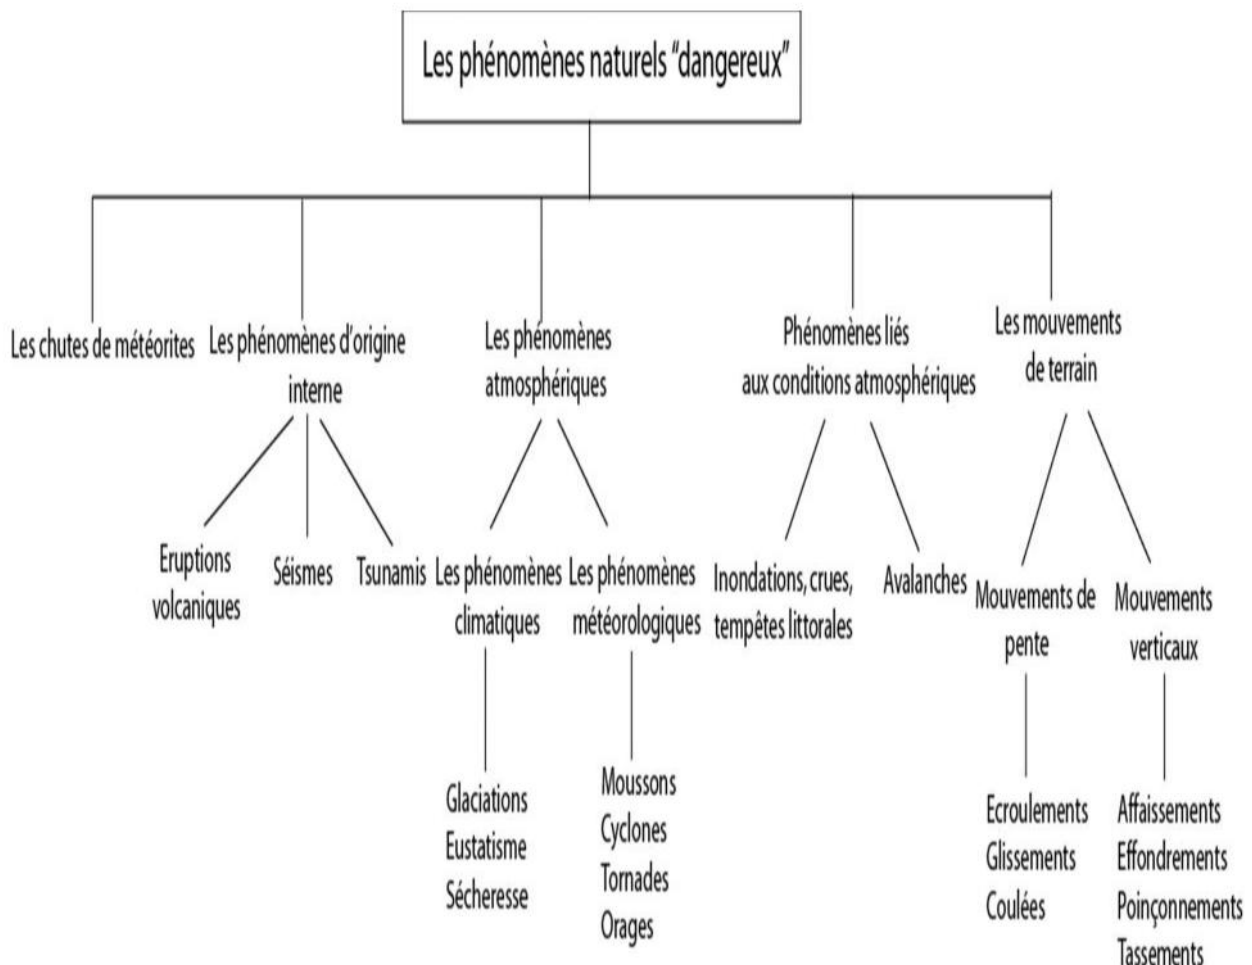 Les phénomènes naturels “dangereux”
Les chutes de météorites
Les phénomènes d’origine
interne
Les phénomènes
atmosphériques
Phénomènes liés
aux conditions atmosphériques
Les mouvements
de terrain
Eruptions
volcaniques
Séismes
Tsunamis
Les phénomènes
climatiques
Les phénomènes
météorologiques
Inondations, crues,
tempêtes littorales
Avalanches
Mouvements de
pente
Mouvements
verticaux
Glaciations
Eustatisme
Sécheresse
Moussons
Cyclones
Tornades
Orages
Ecroulements
Glissements
Coulées
Affaissements
Effondrements
Poinçonnements
Tassements